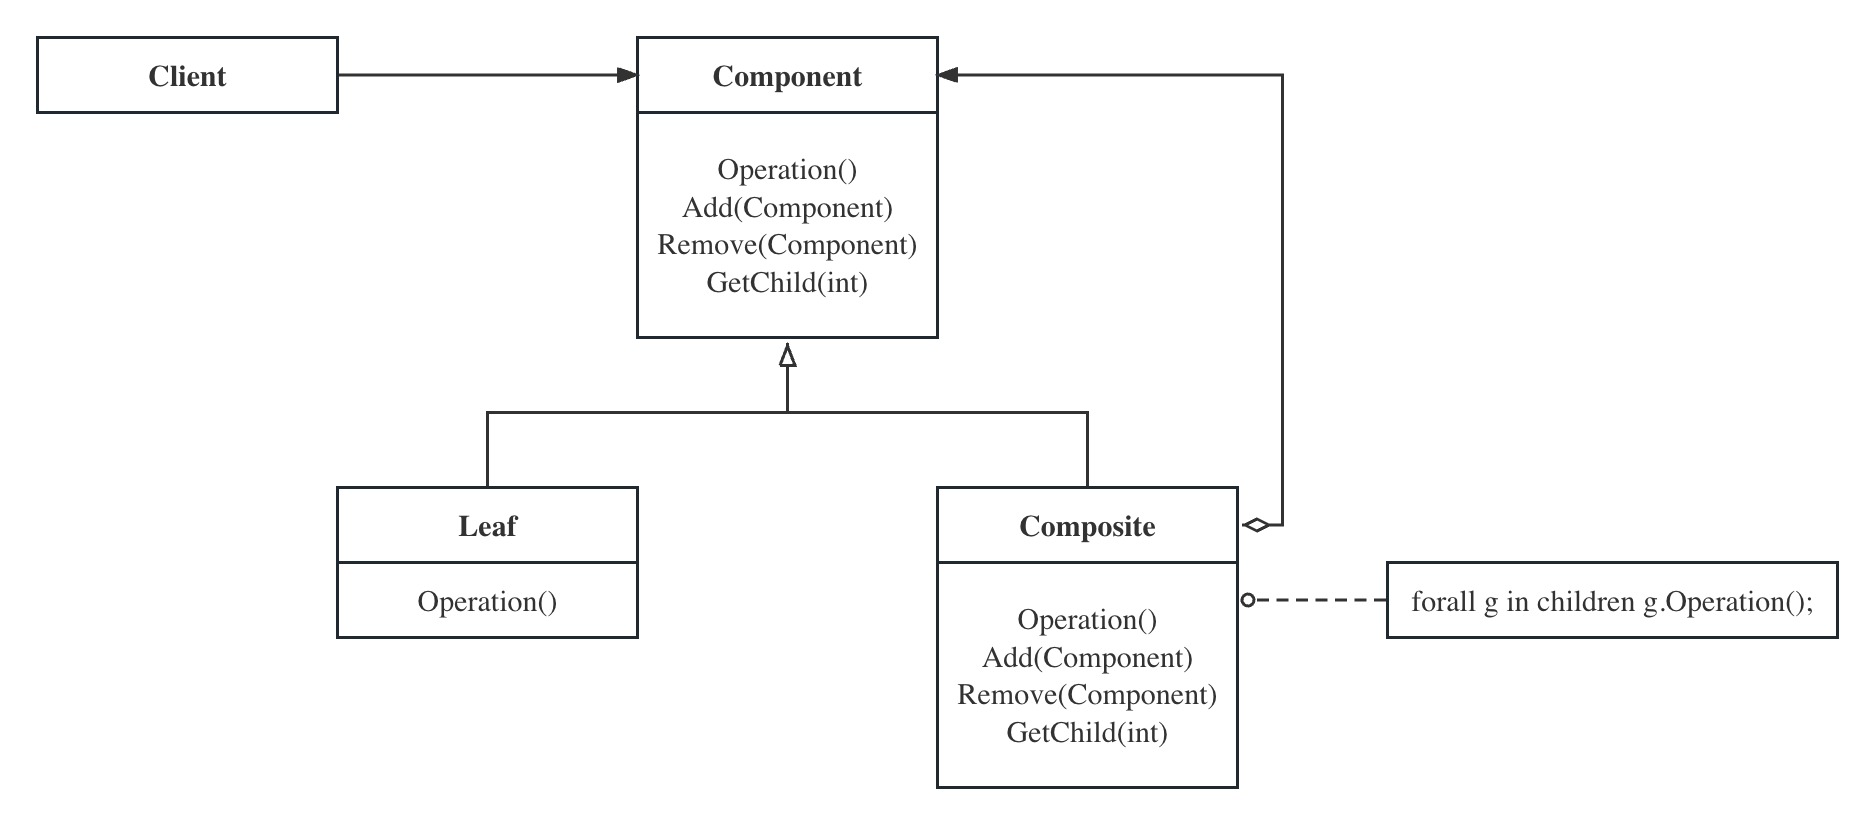 Client
Component
Operation()
Add(Component)
Remove(Component)
GetChild(int)
Leaf
Operation()
Composite
Operation()
Add(Component)
Remove(Component)
GetChild(int)
forall g in children g.Operation();